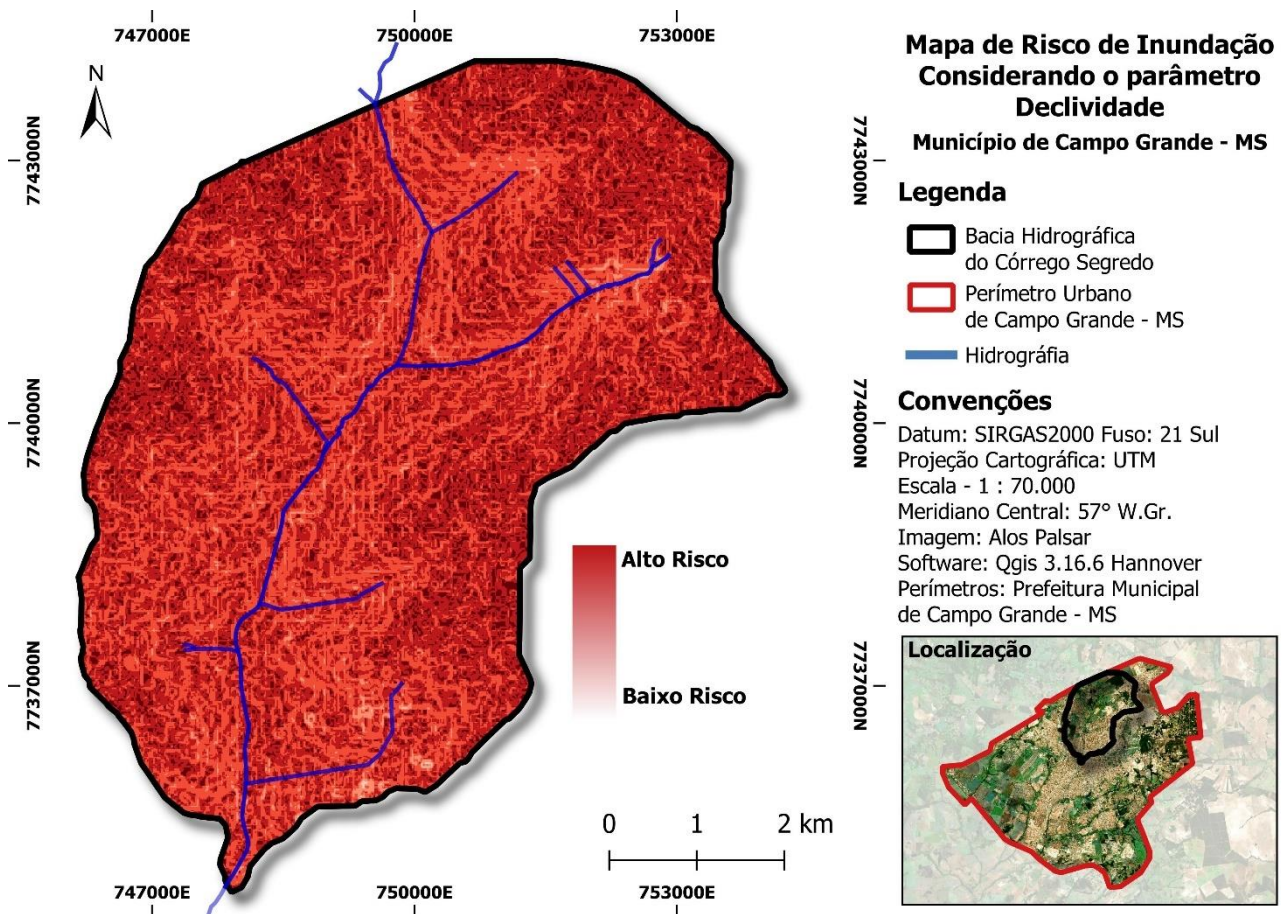 747000E
750000E
753000E
N
7743000N
7740000N
7737000N
7743000N
7740000N
7737000N
Alto Risco
Baixo Risco
0 1 2 km
747000E
750000E
753000E
Mapa de Risco de Inundação
Considerando o parâmetro
Declividade
Município de Campo Grande - MS
Legenda
Bacia Hidrográfica
do Córrego Segredo
Perímetro Urbano
de Campo Grande - MS
Hidrográfia
Convenções
Datum: SIRGAS2000 Fuso: 21 Sul
Projeção Cartográfica: UTM
Escala - 1 : 70.000
Meridiano Central: 57° W.Gr.
Imagem: Alos Palsar
Software: Qgis 3.16.6 Hannover
Perímetros: Prefeitura Municipal
de Campo Grande - MS
Localização